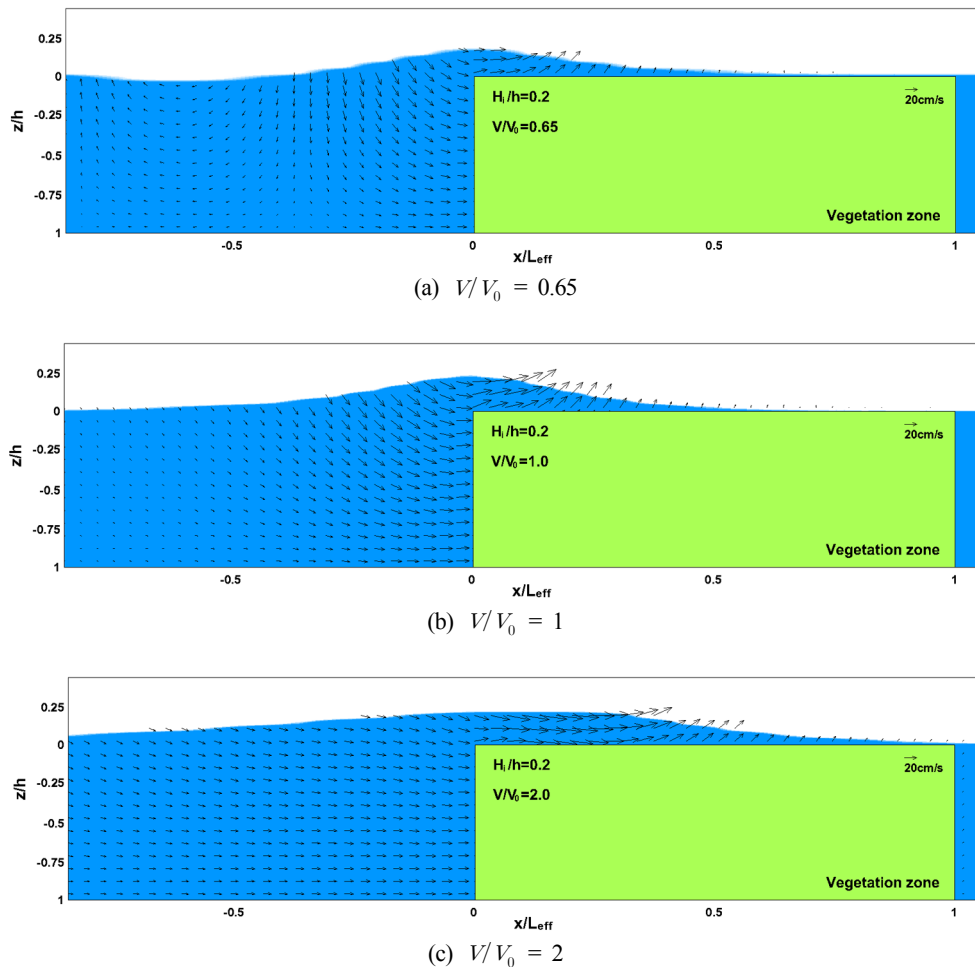 0.25
0
-0.25
-0.5
-0.75
1
z/h
Hᵢ/h=0.2
V/V₀=0.65
20cm/s
Vegetation zone
-0.5
0
0.5
1
x/Leff
(a) V/V₀ = 0.65
0.25
0
-0.25
-0.5
-0.75
1
z/h
Hᵢ/h=0.2
V/V₀=1.0
20cm/s
Vegetation zone
-0.5
0
0.5
1
x/Leff
(b) V/V₀ = 1
0.25
0
-0.25
-0.5
-0.75
1
z/h
Hᵢ/h=0.2
V/V₀=2.0
20cm/s
Vegetation zone
-0.5
0
0.5
1
x/Leff
(c) V/V₀ = 2